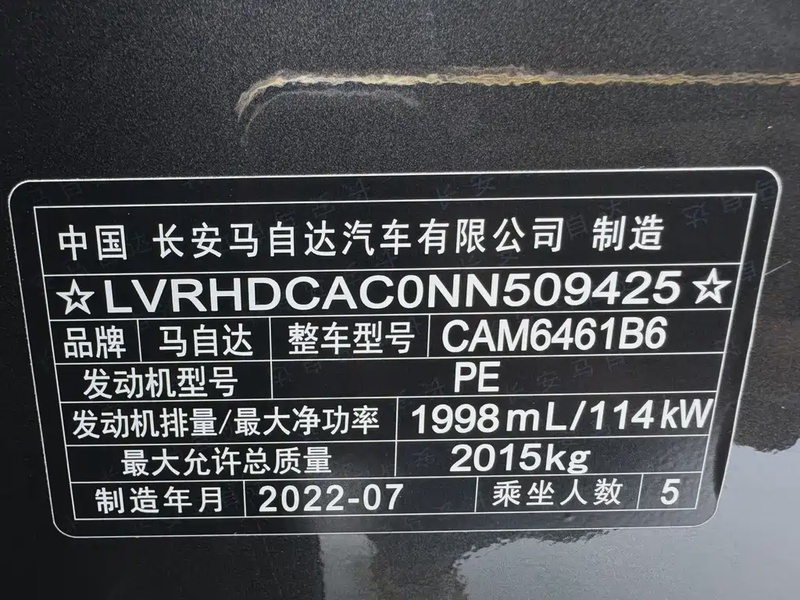 中国 长安马自达汽车有限公司 制造
☆LVRHDCAC0NN509425☆
品牌 马自达 整车型号 CAM6461B6
发动机型号 PE
发动机排量/最大净功率 1998mL/114kW
最大允许总质量 2015kg
制造年月 2022-07 乘坐人数 5